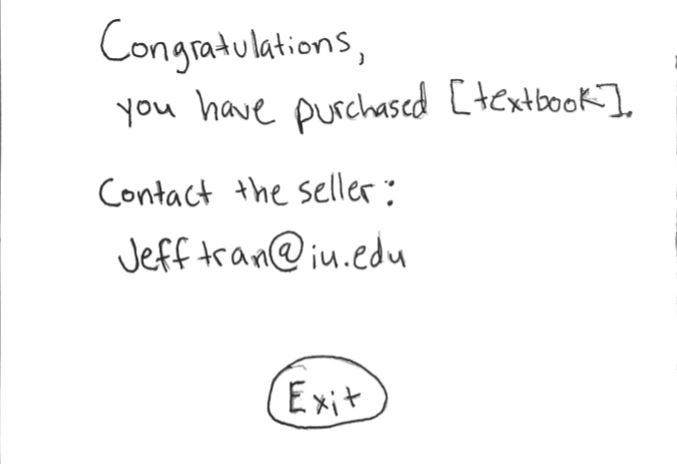 Congratulations,
you have purchased [textbook].
Contact the seller:
Jefftran@iu.edu
Exit